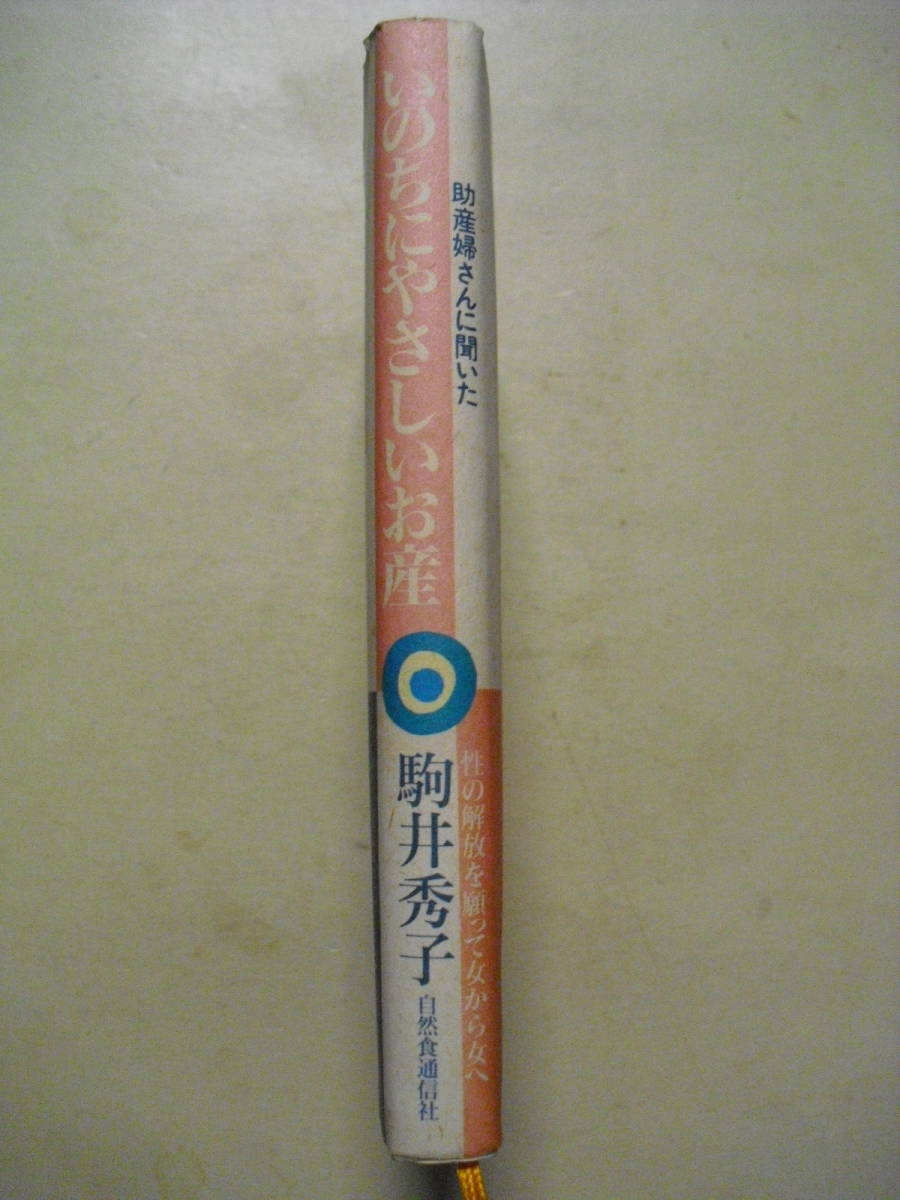 助産婦さんに聞いた
いのちにやさしいお産
性の解放を願って女から女へ
駒井秀子
自然食通信社